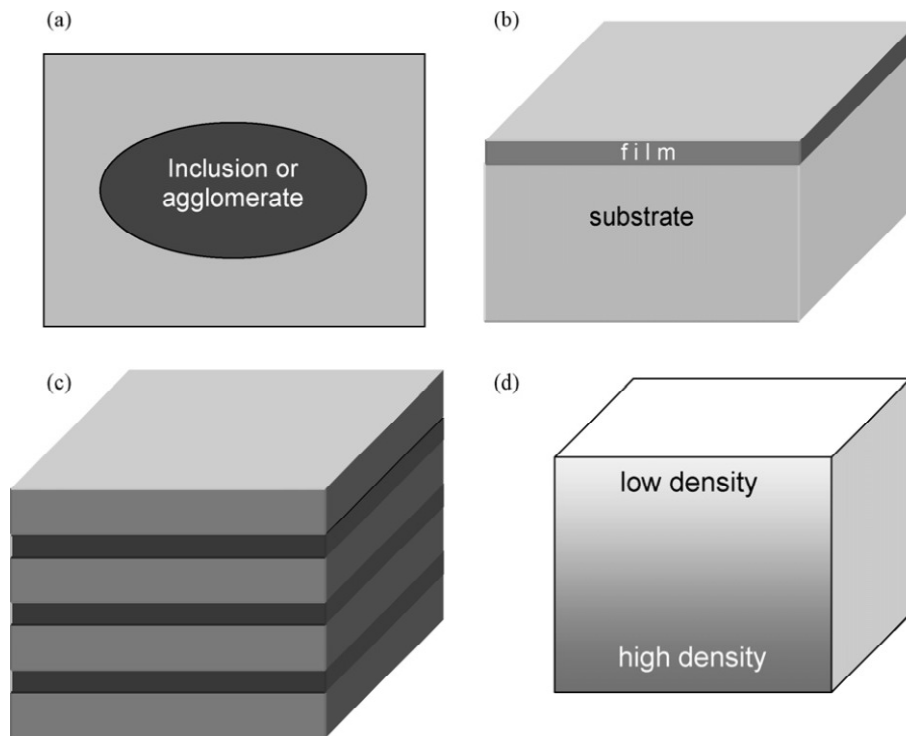 (a)
Inclusion or
agglomerate
(b)
film
substrate
(c)
(d)
low density
high density